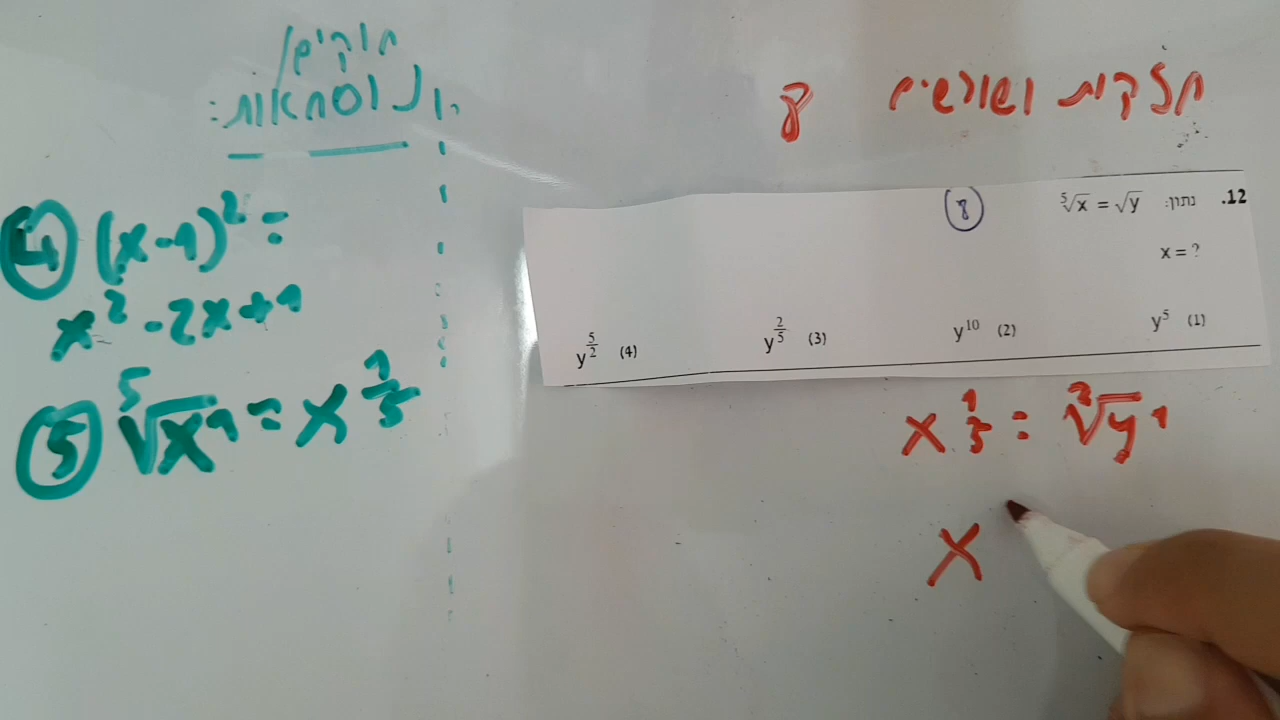 חזקות ושורשים 8
.12 נתון: ⁵√x = √y
8
x = ?
(1) y⁵ (2) y¹⁰ (3) y^(2/5) (4) y^(5/2)
x^(1/5) = ²√y¹
x
חוקים/
נוסחאות:
④ (x-1)² =
x² - 2x + 1
⑤ ⁵√x¹ = x^(1/5)